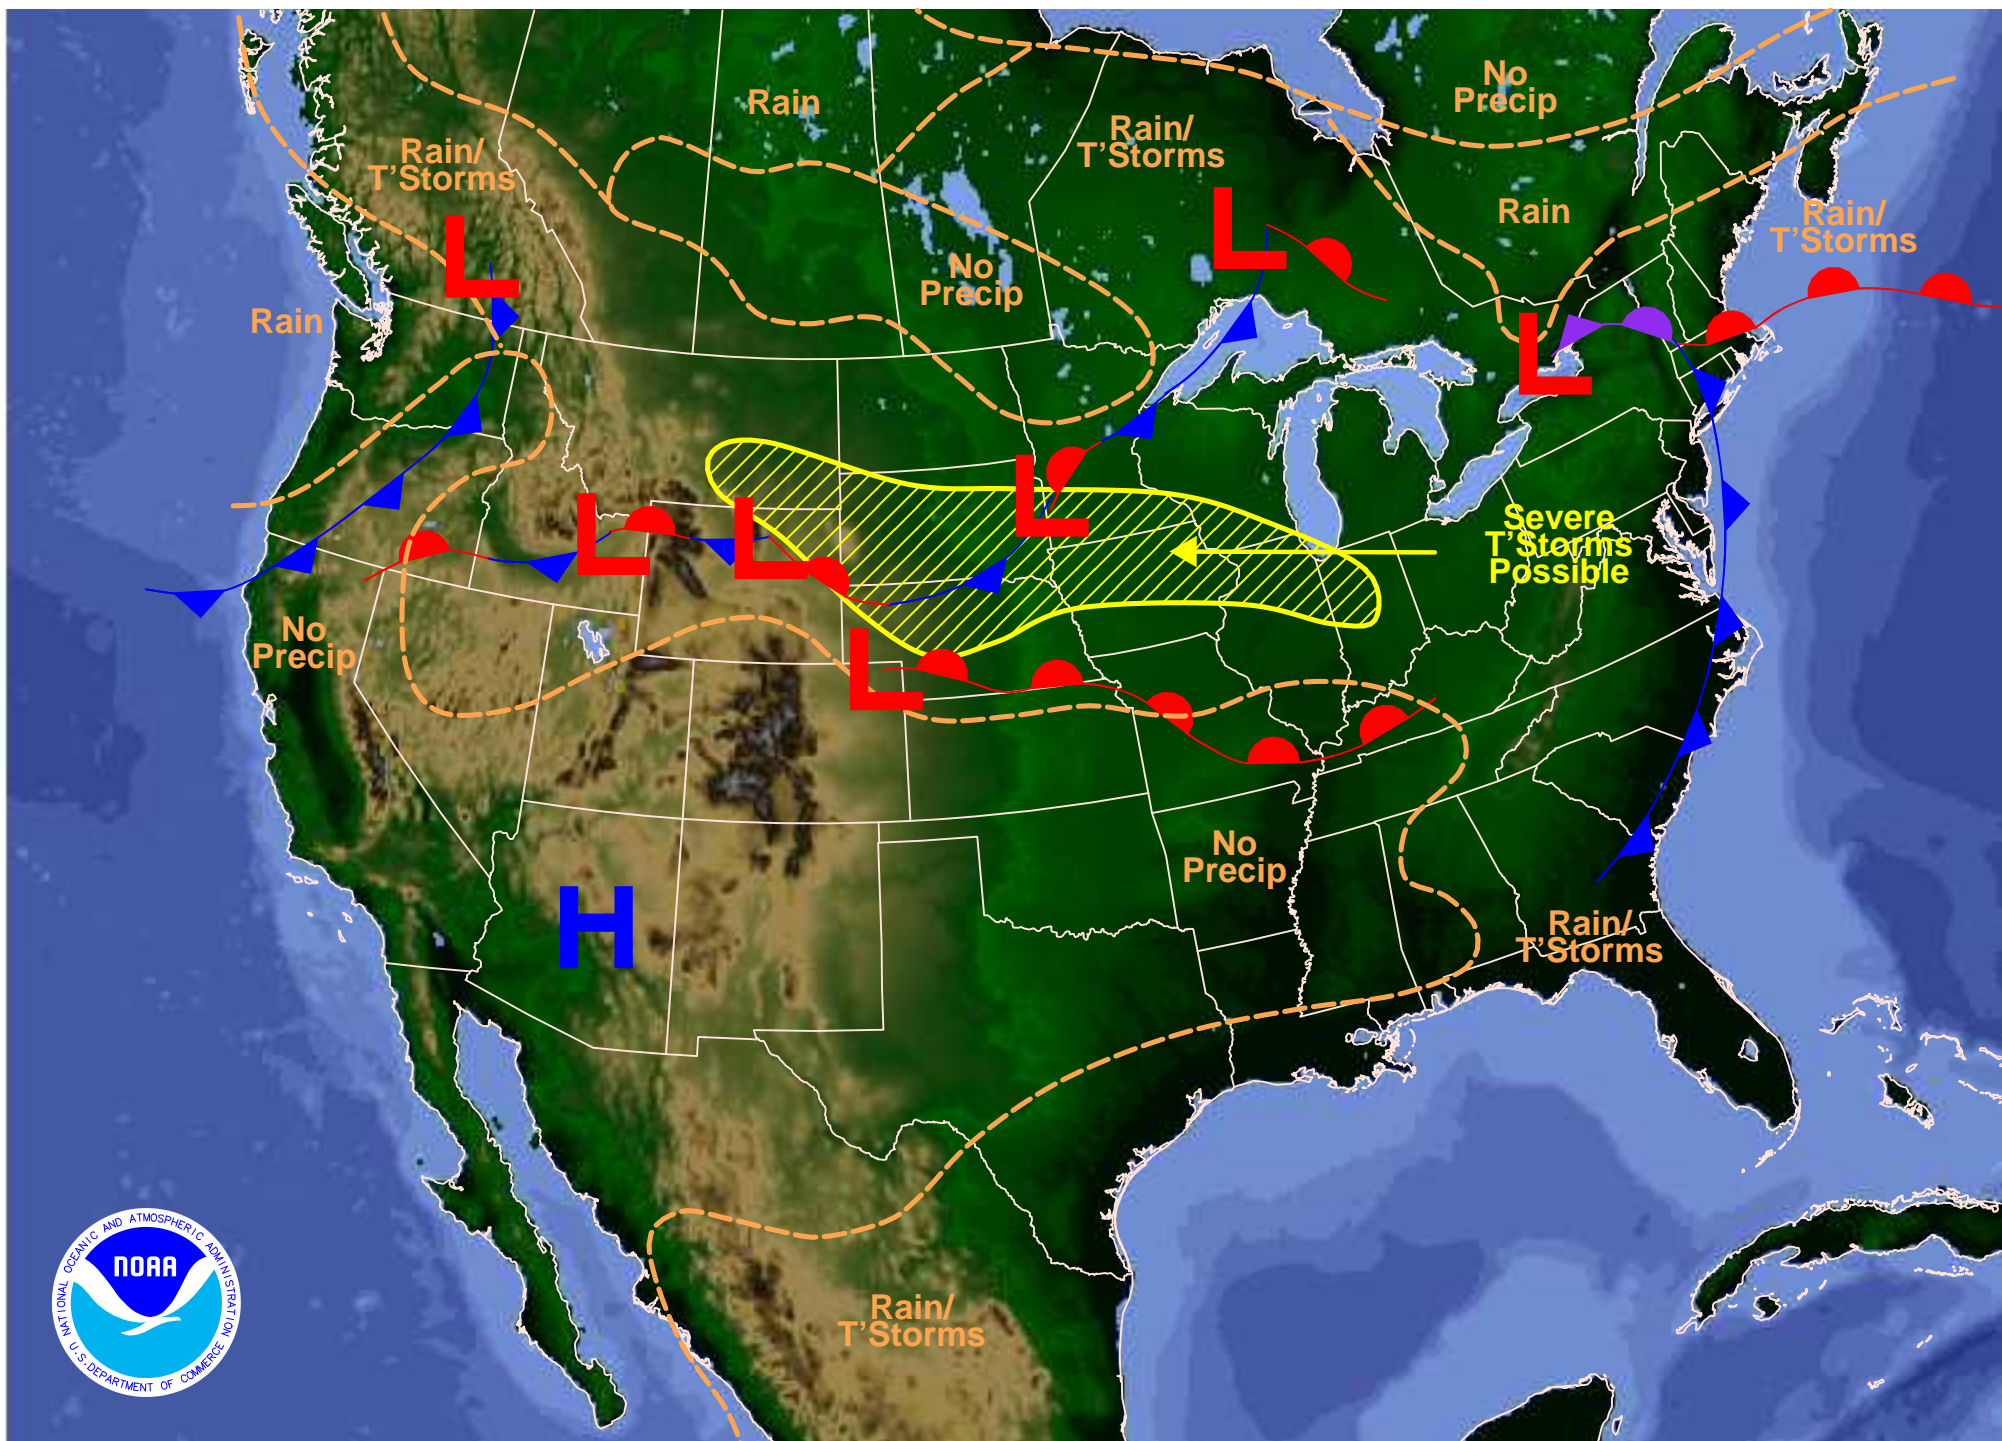 No
Precip
Rain
Rain/
T'Storms
Rain/
T'Storms
Rain
Rain/
T'Storms
No
Precip
Rain
L
L
L
L
L
L
L
Severe
T'Storms
Possible
No
Precip
No
Precip
H
Rain/
T'Storms
Rain/
T'Storms
NATIONAL OCEANIC AND ATMOSPHERIC ADMINISTRATION
NOAA
U.S. DEPARTMENT OF COMMERCE